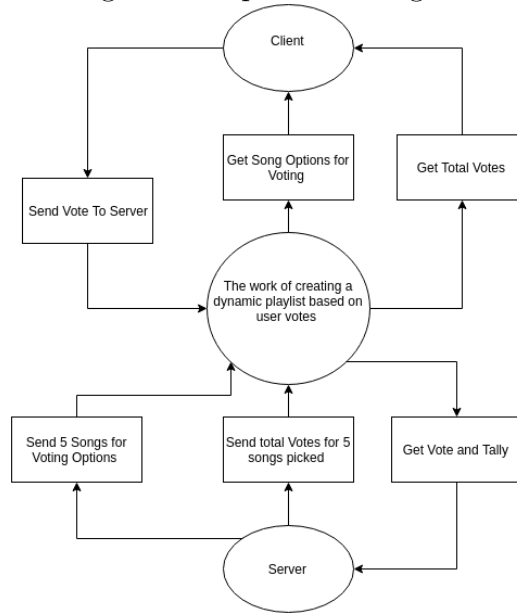 Client
Get Song Options for
Voting
Get Total Votes
Send Vote To Server
The work of creating a
dynamic playlist based on
user votes
Send 5 Songs for
Voting Options
Send total Votes for 5
songs picked
Get Vote and Tally
Server